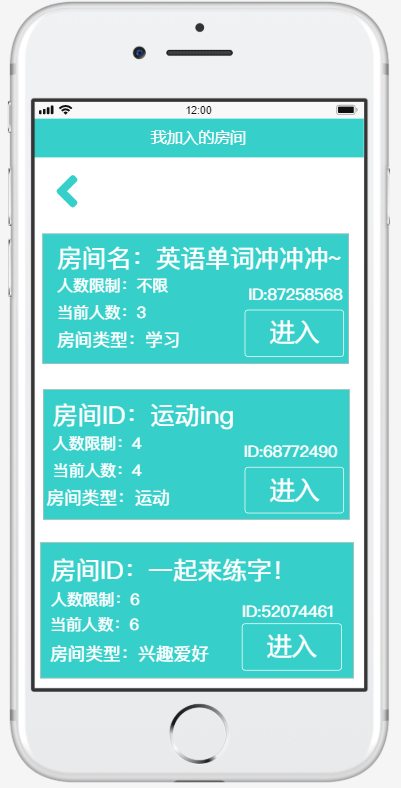 12:00
我加入的房间
房间名：英语单词冲冲冲~
人数限制：不限
ID:87258568
当前人数：3
房间类型：学习
进入
房间ID：运动ing
人数限制：4
ID:68772490
当前人数：4
房间类型：运动
进入
房间ID：一起来练字！
人数限制：6
ID:52074461
当前人数：6
房间类型：兴趣爱好
进入